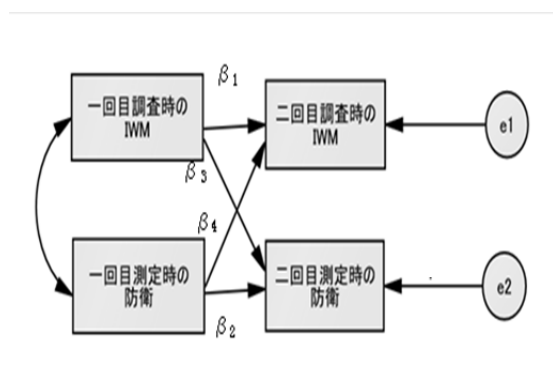 β1
一回目調査時の
IWM
二回目調査時の
IWM
e1
β3
β4
一回目測定時の
防衛
二回目測定時の
防衛
e2
β2